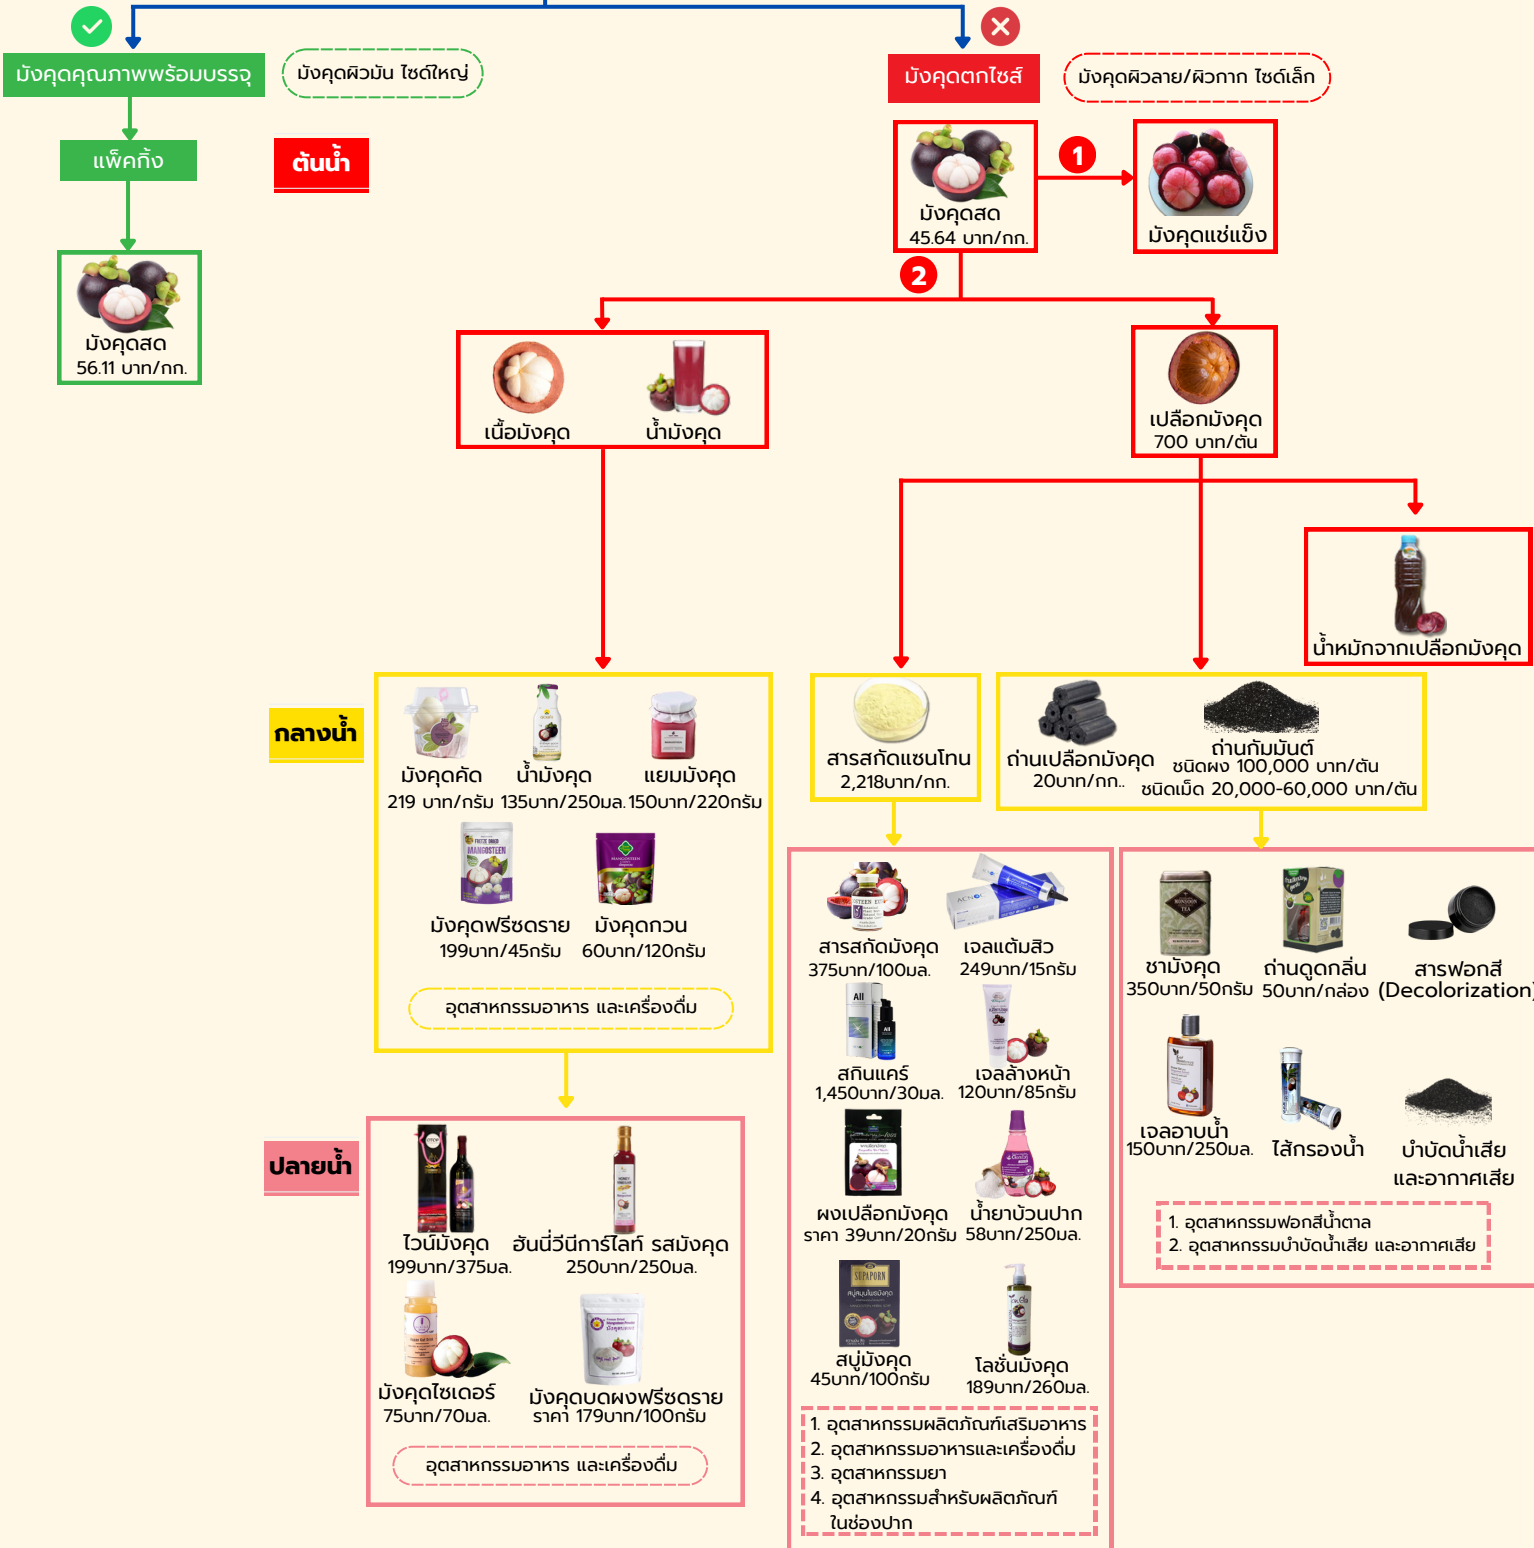 มังคุดคุณภาพพร้อมบรรจุ
มังคุดผิวมัน ไซด์ใหญ่
มังคุดตกไซส์
มังคุดผิวลาย/ผิวกาก ไซด์เล็ก
แพ็คกิ้ง
ต้นน้ำ
1
มังคุดสด
45.64 บาท/กก.
มังคุดแช่แข็ง
2
มังคุดสด
56.11 บาท/กก.
เนื้อมังคุด
น้ำมังคุด
เปลือกมังคุด
700 บาท/ตัน
น้ำหมักจากเปลือกมังคุด
กลางน้ำ
มังคุดคัด
219 บาท/กรัม
น้ำมังคุด
135บาท/250มล.
แยมมังคุด
150บาท/220กรัม
FREEZE DRIED
MANGOSTEEN
MANGOSTEEN
มังคุดฟรีซดราย
199บาท/45กรัม
มังคุดกวน
60บาท/120กรัม
อุตสาหกรรมอาหาร และเครื่องดื่ม
สารสกัดแซนโทน
2,218บาท/กก.
ถ่านเปลือกมังคุด
20บาท/กก..
ถ่านกัมมันต์
ชนิดผง 100,000 บาท/ตัน
ชนิดเม็ด 20,000-60,000 บาท/ตัน
ปลายน้ำ
OTOP
HONEY
VINEGAR
ไวน์มังคุด
199บาท/375มล.
ฮันนี่วีนีการ์ไลท์ รสมังคุด
250บาท/250มล.
มังคุดไซเดอร์
75บาท/70มล.
มังคุดบดผงฟรีซดราย
ราคา 179บาท/100กรัม
อุตสาหกรรมอาหาร และเครื่องดื่ม
สารสกัดมังคุด
375บาท/100มล.
เจลแต้มสิว
249บาท/15กรัม
All
All
สกินแคร์
1,450บาท/30มล.
เจลล้างหน้า
120บาท/85กรัม
ผงเปลือกมังคุด
ราคา 39บาท/20กรัม
น้ำยาบ้วนปาก
58บาท/250มล.
SUPAPORN
สบู่สมุนไพรมังคุด
สบู่มังคุด
45บาท/100กรัม
โลชั่นมังคุด
189บาท/260มล.
1. อุตสาหกรรมผลิตภัณฑ์เสริมอาหาร
2. อุตสาหกรรมอาหารและเครื่องดื่ม
3. อุตสาหกรรมยา
4. อุตสาหกรรมสำหรับผลิตภัณฑ์
ในช่องปาก
MONSOON
TEA
ชามังคุด
350บาท/50กรัม
ถ่านดูดกลิ่น
50บาท/กล่อง
สารฟอกสี
(Decolorization)
เจลอาบน้ำ
150บาท/250มล.
ไส้กรองน้ำ
บำบัดน้ำเสีย
และอากาศเสีย
1. อุตสาหกรรมฟอกสีน้ำตาล
2. อุตสาหกรรมบำบัดน้ำเสีย และอากาศเสีย